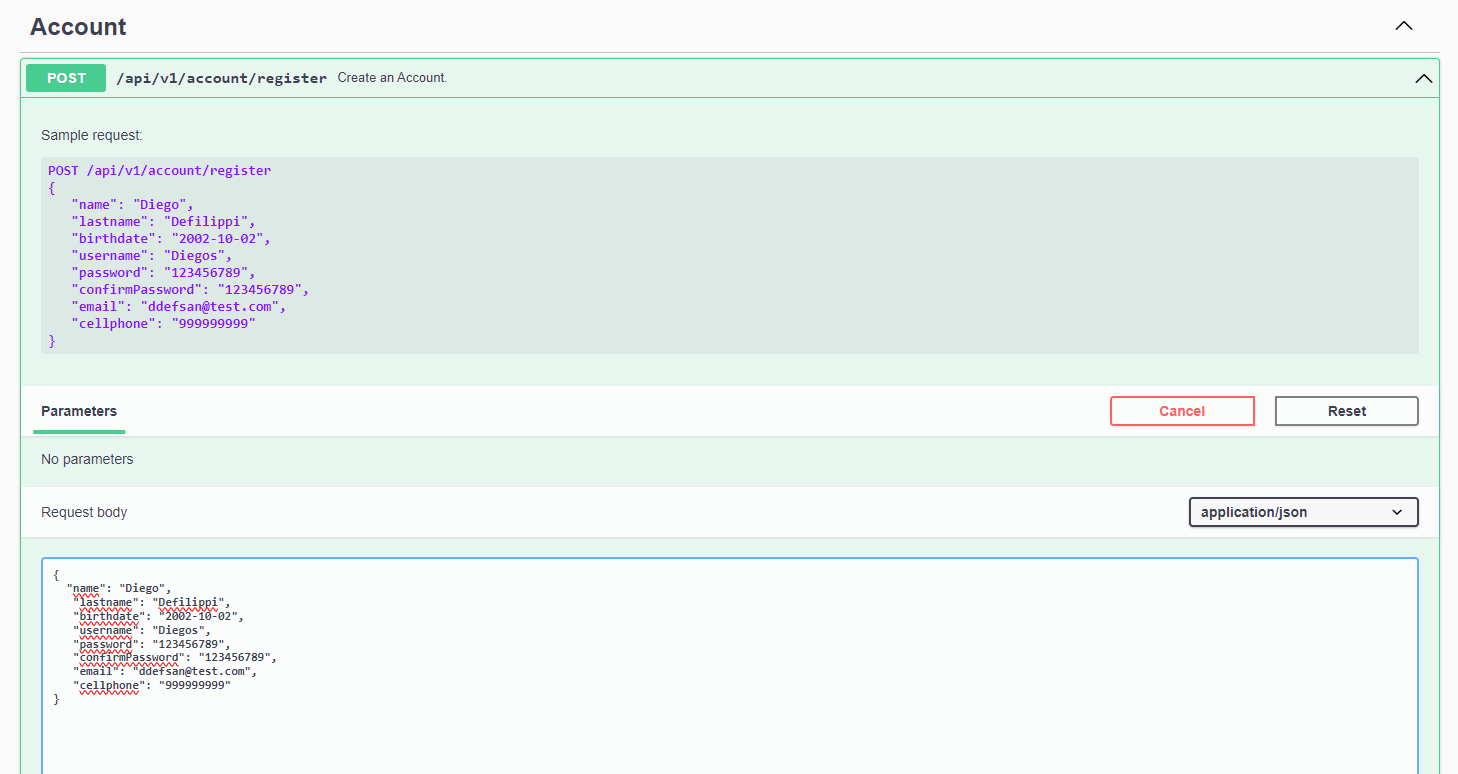 Account
POST /api/v1/account/register Create an Account.
Sample request:
POST /api/v1/account/register
{
   "name": "Diego",
   "lastname": "Defilippi",
   "birthdate": "2002-10-02",
   "username": "Diegos",
   "password": "123456789",
   "confirmPassword": "123456789",
   "email": "ddefsan@test.com",
   "cellphone": "999999999"
}
Parameters Cancel Reset
No parameters
Request body application/json
{
  "name": "Diego",
   "lastname": "Defilippi",
   "birthdate": "2002-10-02",
   "username": "Diegos",
   "password": "123456789",
   "confirmPassword": "123456789",
   "email": "ddefsan@test.com",
   "cellphone": "999999999"
}